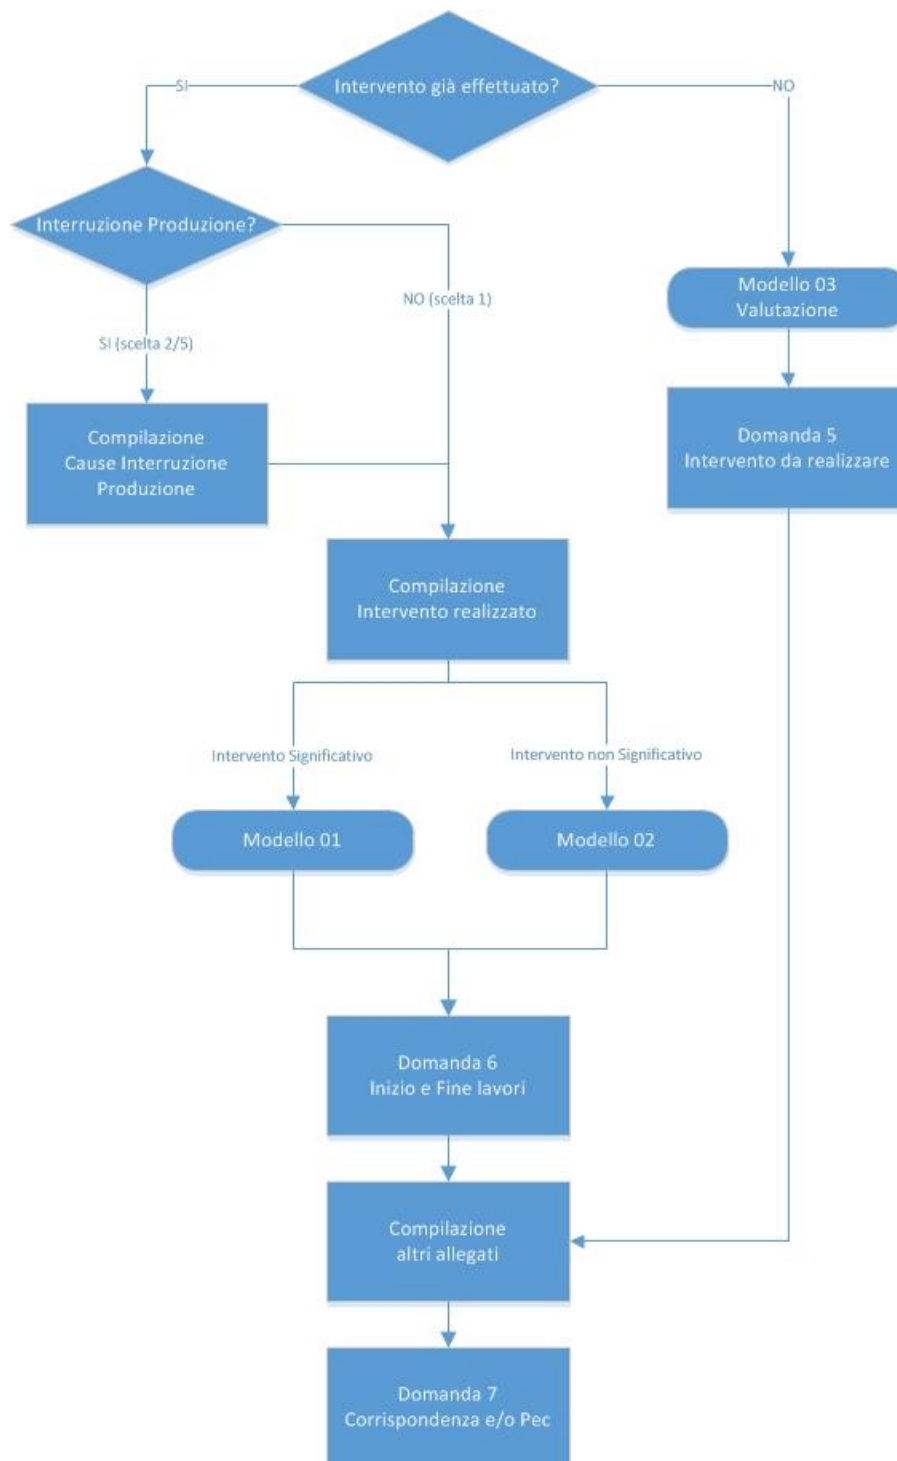 Intervento già effettuato?
SI
NO
Interruzione Produzione?
Modello 03
Valutazione
NO (scelta 1)
SI (scelta 2/5)
Compilazione
Cause Interruzione
Produzione
Domanda 5
Intervento da realizzare
Compilazione
Intervento realizzato
Intervento Significativo
Intervento non Significativo
Modello 01
Modello 02
Domanda 6
Inizio e Fine lavori
Compilazione
altri allegati
Domanda 7
Corrispondenza e/o Pec